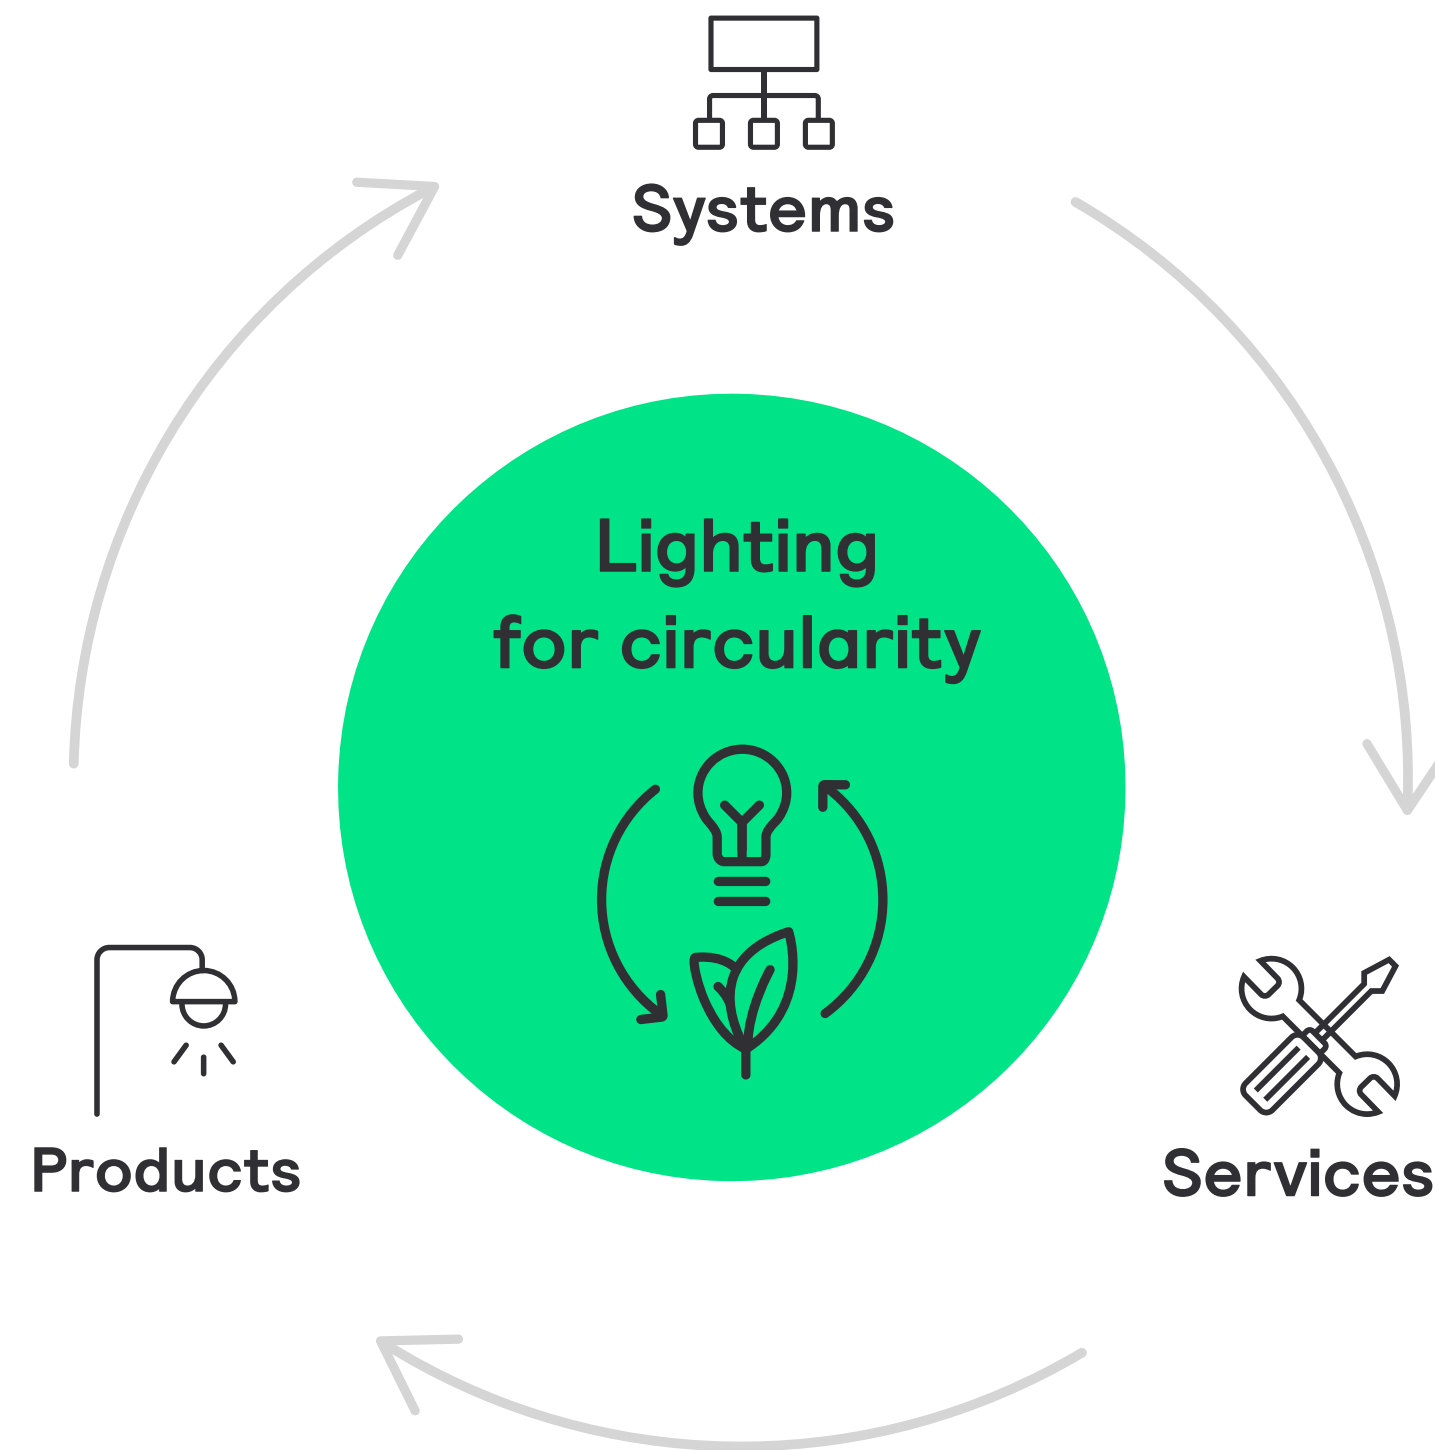 Systems
Lighting
for circularity
Products
Services